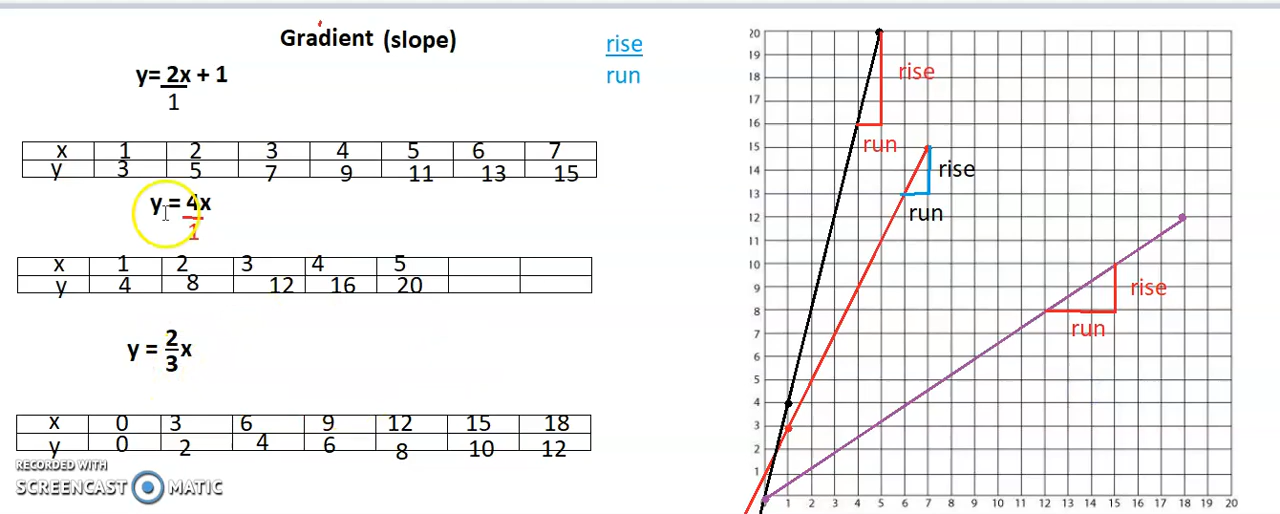 Gradient (slope)
rise
run
y= 2x + 1
1
x 1 2 3 4 5 6 7
y 3 5 7 9 11 13 15
y = 4x
1
x 1 2 3 4 5
y 4 8 12 16 20
y = 2/3x
x 0 3 6 9 12 15 18
y 0 2 4 6 8 10 12
RECORDED WITH
SCREENCAST MATIC
20
19
18
17
16
15
14
13
12
11
10
9
8
7
6
5
4
3
2
1
rise
run
rise
run
rise
run
1 2 3 4 5 6 7 8 9 10 11 12 13 14 15 16 17 18 19 20